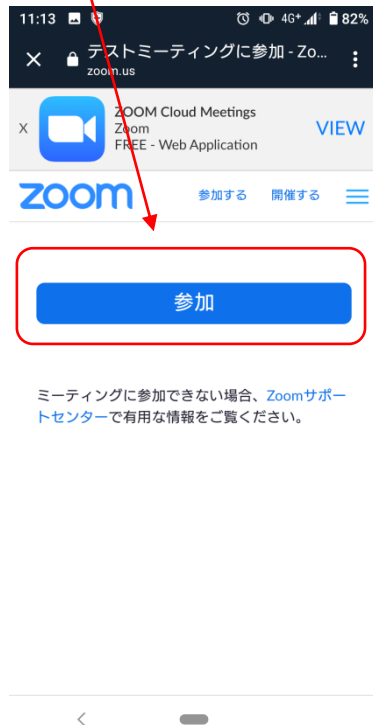 11:13 4G+ 82%
テストミーティングに参加 - Zo...
zoom.us
X
ZOOM Cloud Meetings
Zoom
FREE - Web Application
VIEW
zoom 参加する 開催する
参加
ミーティングに参加できない場合、Zoomサポー
トセンターで有用な情報をご覧ください。